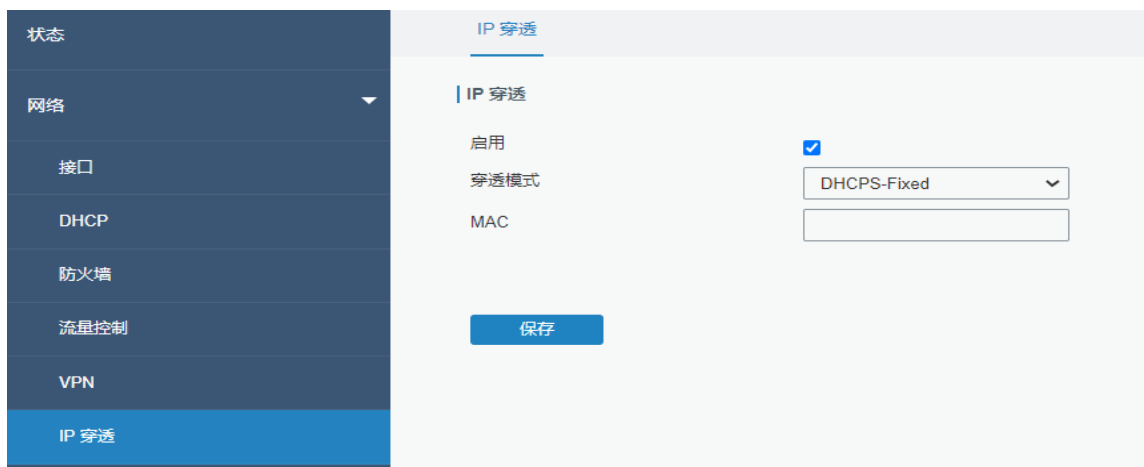 状态
网络
接口
DHCP
防火墙
流量控制
VPN
IP 穿透
IP 穿透
IP 穿透
启用
穿透模式 DHCPS-Fixed
MAC
保存